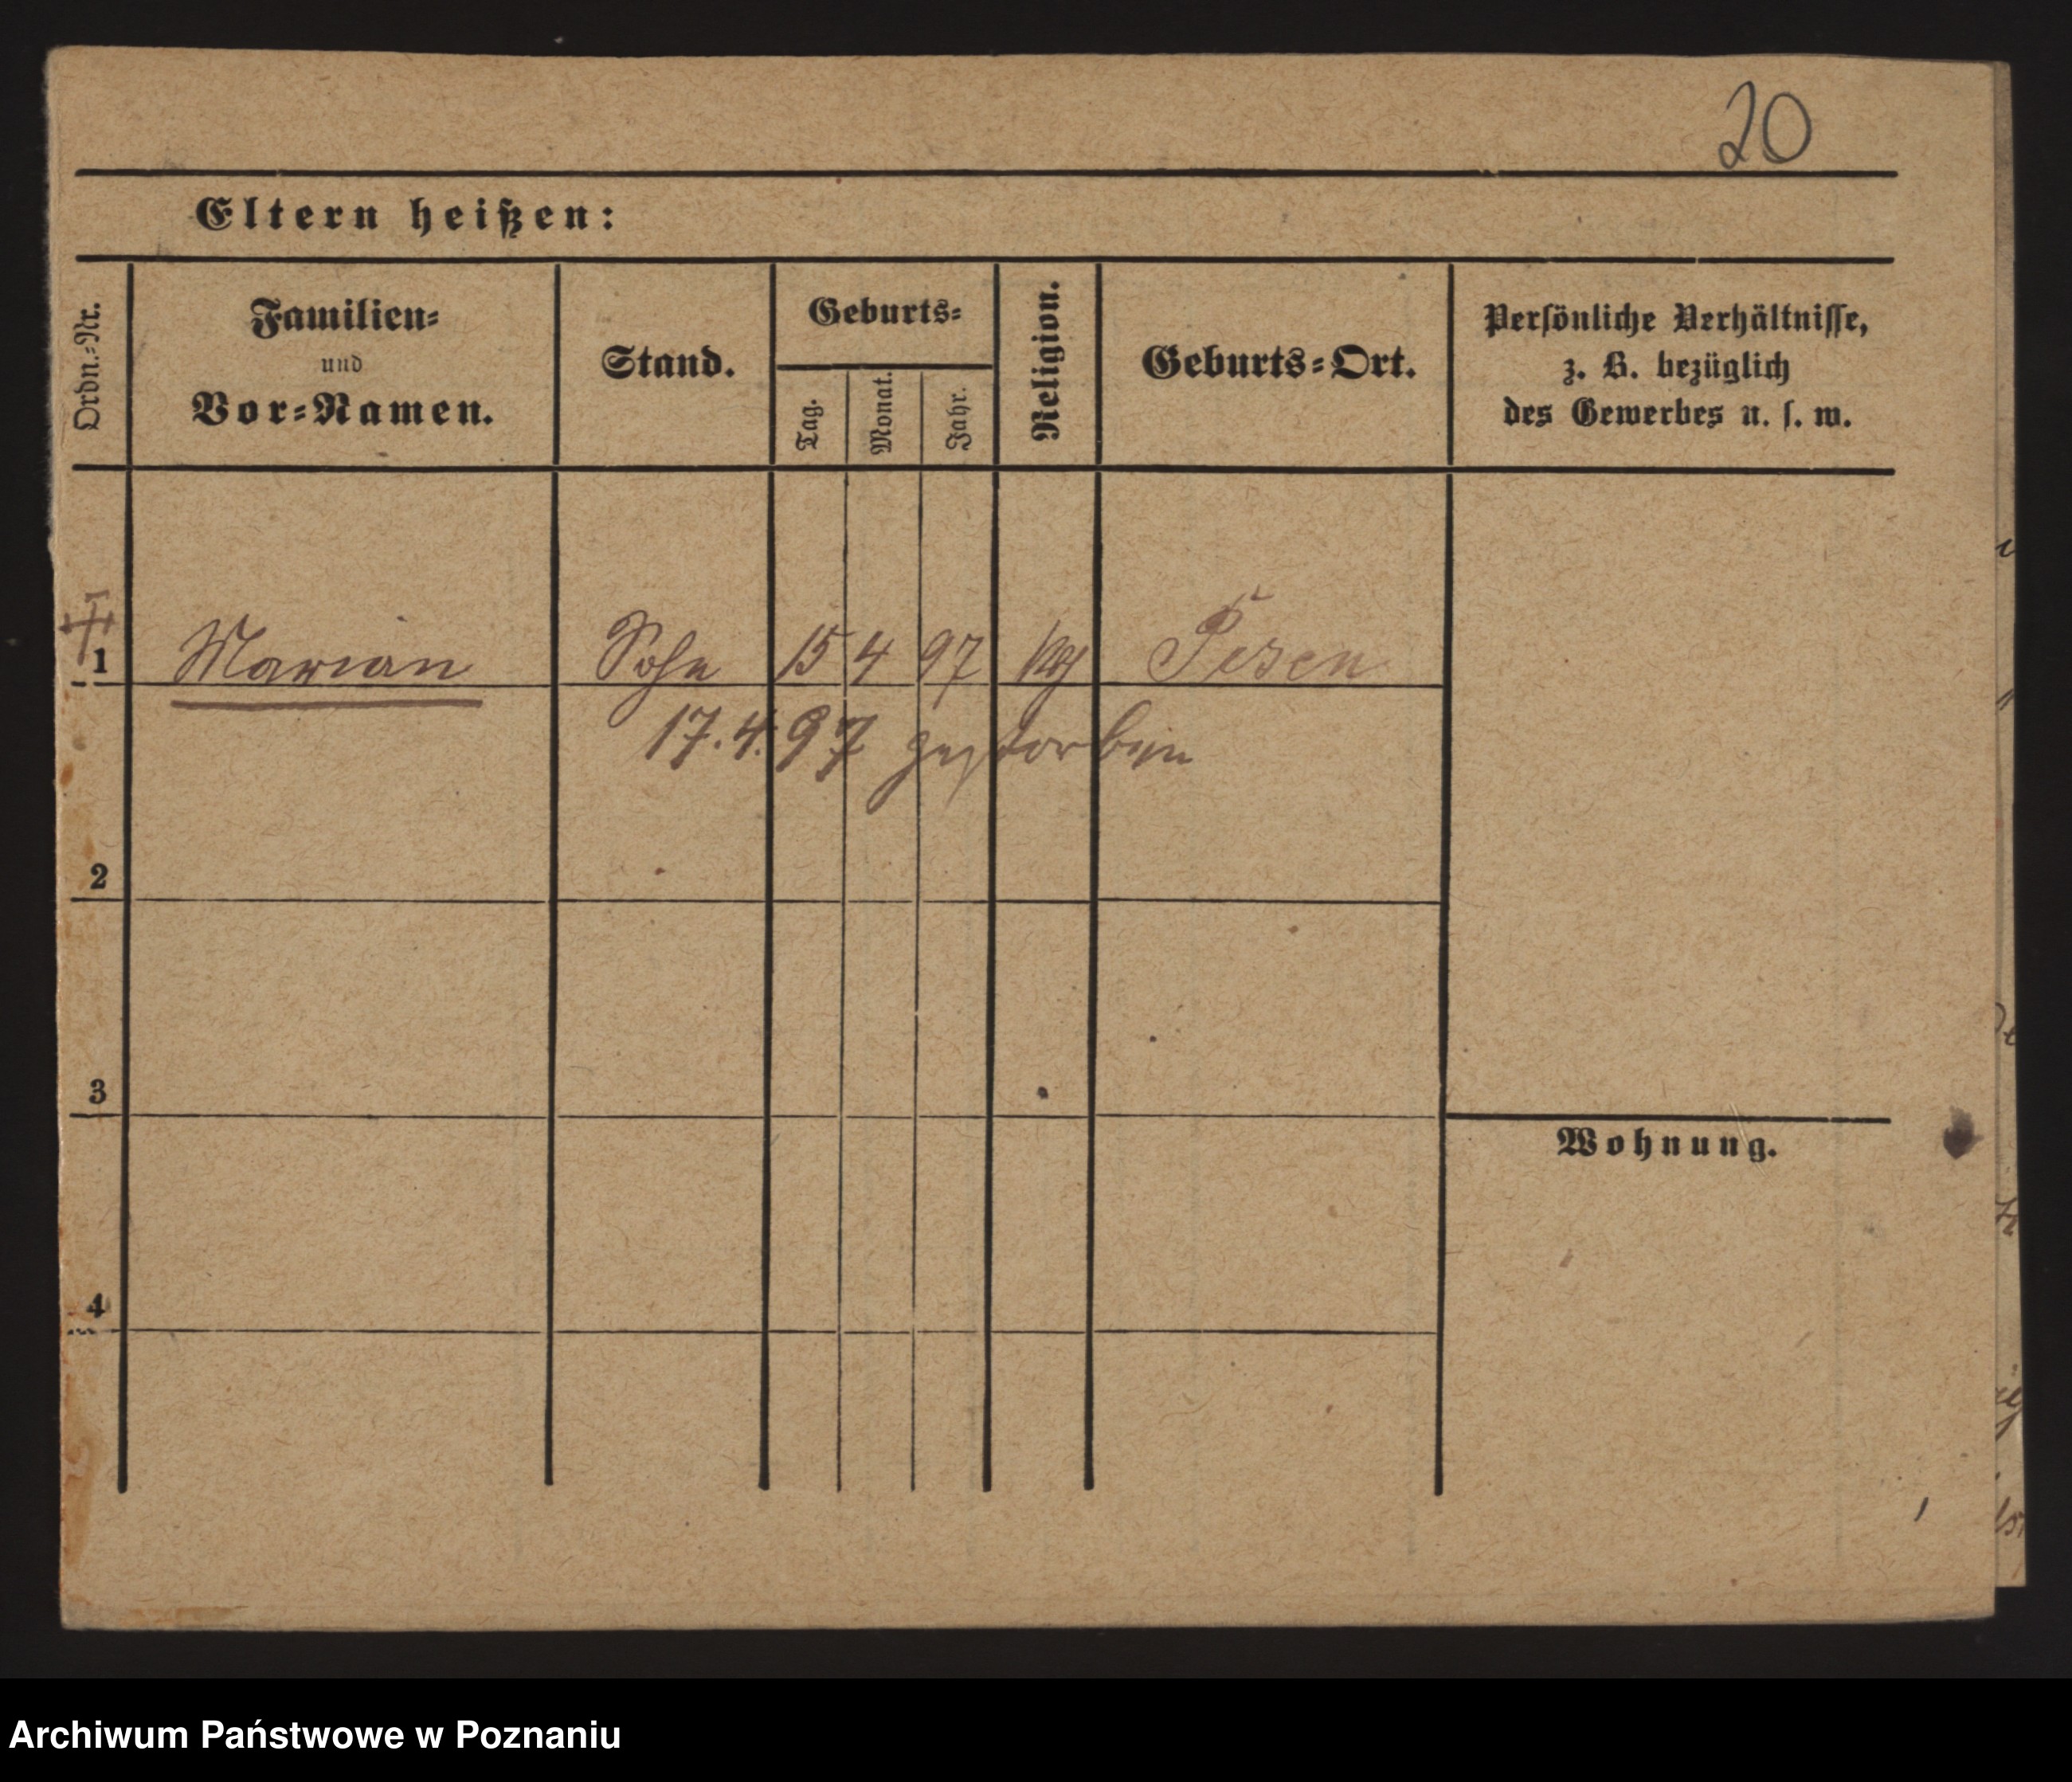 20
Eltern heißen:
Ordn.-Nr.
Familien-
und
Vor-Namen.
Stand.
Geburts-
Tag.
Monat.
Jahr.
Religion.
Geburts-Ort.
Persönliche Verhältnisse,
z. B. bezüglich
des Gewerbes u. s. w.
1 Marian Sohn 15 4 97 Posen
17.4.97 gestorben
2
3
Wohnung.
4
Archiwum Państwowe w Poznaniu